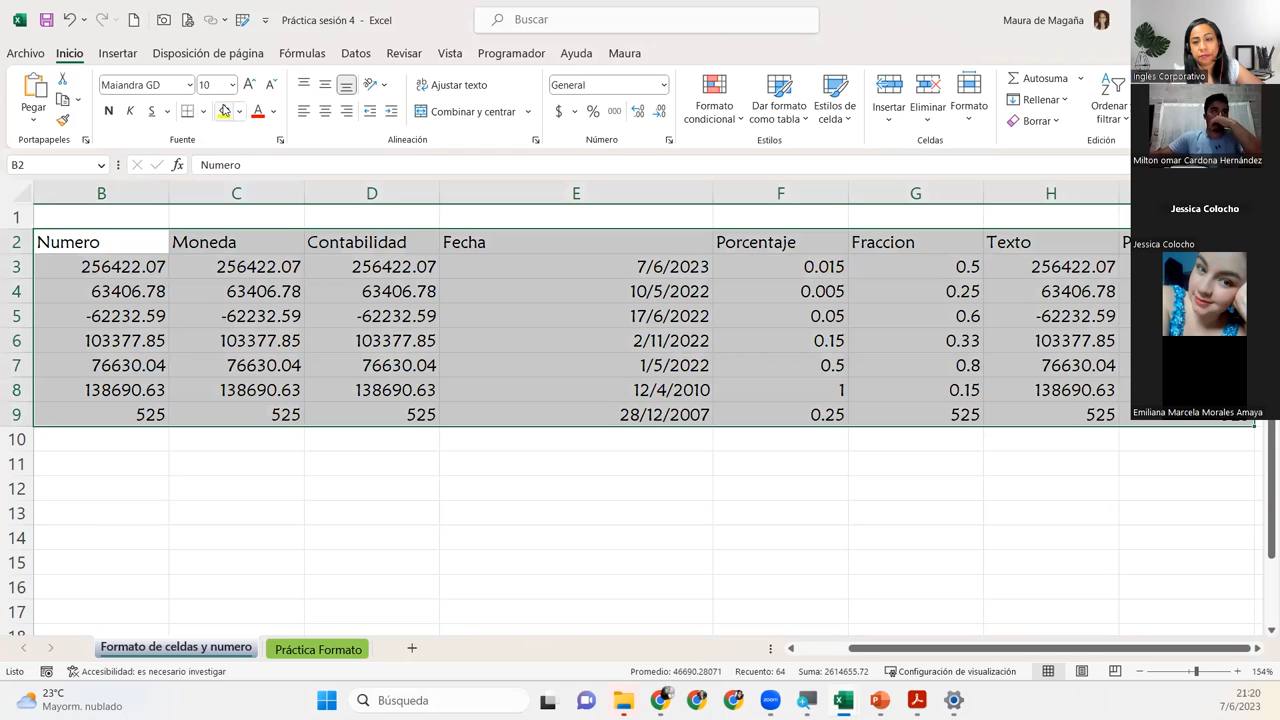 Práctica sesión 4 - Excel
Buscar
Maura de Magaña
Archivo Inicio Insertar Disposición de página Fórmulas Datos Revisar Vista Programador Ayuda Maura
Pegar
Portapapeles
Maiandra GD 10
N K S
Fuente
Ajustar texto
Combinar y centrar
Alineación
General
$ % 000
Número
Formato condicional
Dar formato como tabla
Estilos de celda
Estilos
Insertar Eliminar Formato
Celdas
Autosuma
Rellenar
Borrar
Ordenar
filtrar
Edición
B2 fx Numero
B C D E F G H
1
2 Numero Moneda Contabilidad Fecha Porcentaje Fraccion Texto
3 256422.07 256422.07 256422.07 7/6/2023 0.015 0.5 256422.07
4 63406.78 63406.78 63406.78 10/5/2022 0.005 0.25 63406.78
5 -62232.59 -62232.59 -62232.59 17/6/2022 0.05 0.6 -62232.59
6 103377.85 103377.85 103377.85 2/11/2022 0.15 0.33 103377.85
7 76630.04 76630.04 76630.04 1/5/2022 0.5 0.8 76630.04
8 138690.63 138690.63 138690.63 12/4/2010 1 0.15 138690.63
9 525 525 525 28/12/2007 0.25 525 525
10
11
12
13
14
15
16
17
Ingles Corporativo
Milton omar Cardona Hernández
Jessica Colocho
Jessica Colocho
Emiliana Marcela Morales Amaya
Formato de celdas y numero Práctica Formato
Listo Accesibilidad: es necesario investigar Promedio: 46690.28071 Recuento: 64 Suma: 2614655.72 Configuración de visualización 154%
23°C
Mayorm. nublado
Búsqueda
zoom
21:20
7/6/2023